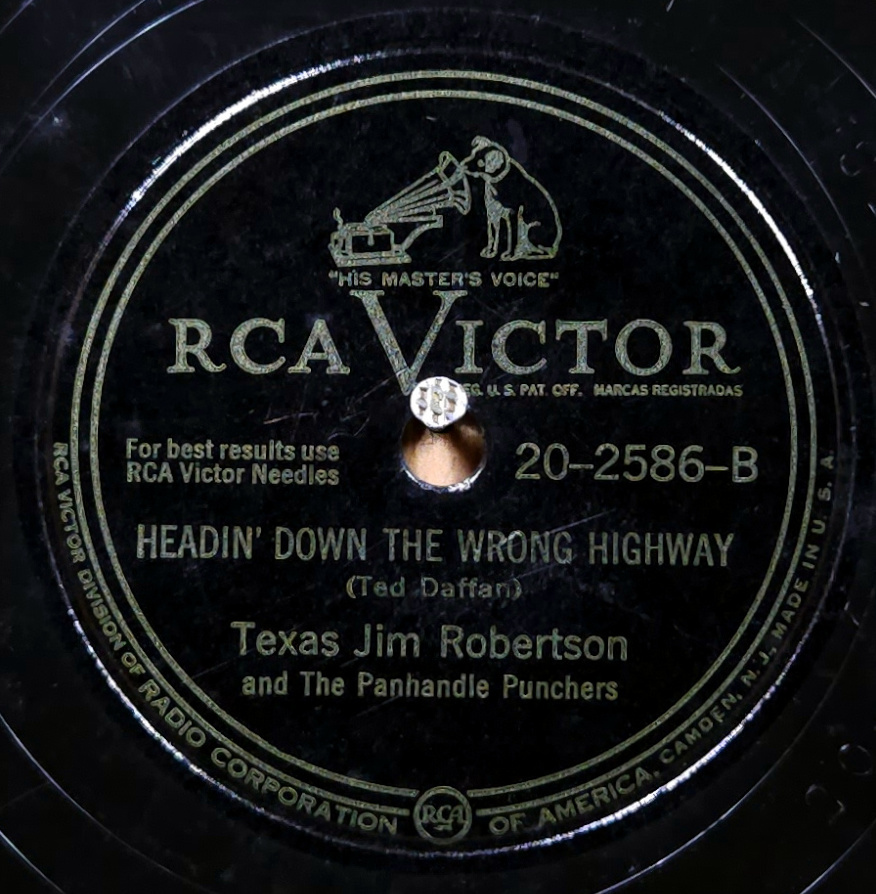 "HIS MASTER'S VOICE"
RCA VICTOR
U. S. PAT. OFF. MARCAS REGISTRADAS
For best results use
RCA Victor Needles
20-2586-B
HEADIN' DOWN THE WRONG HIGHWAY
(Ted Daffan)
Texas Jim Robertson
and The Panhandle Punchers
RCA VICTOR DIVISION OF RADIO CORPORATION
RCA
OF AMERICA, CAMDEN, N. J., MADE IN U. S. A.